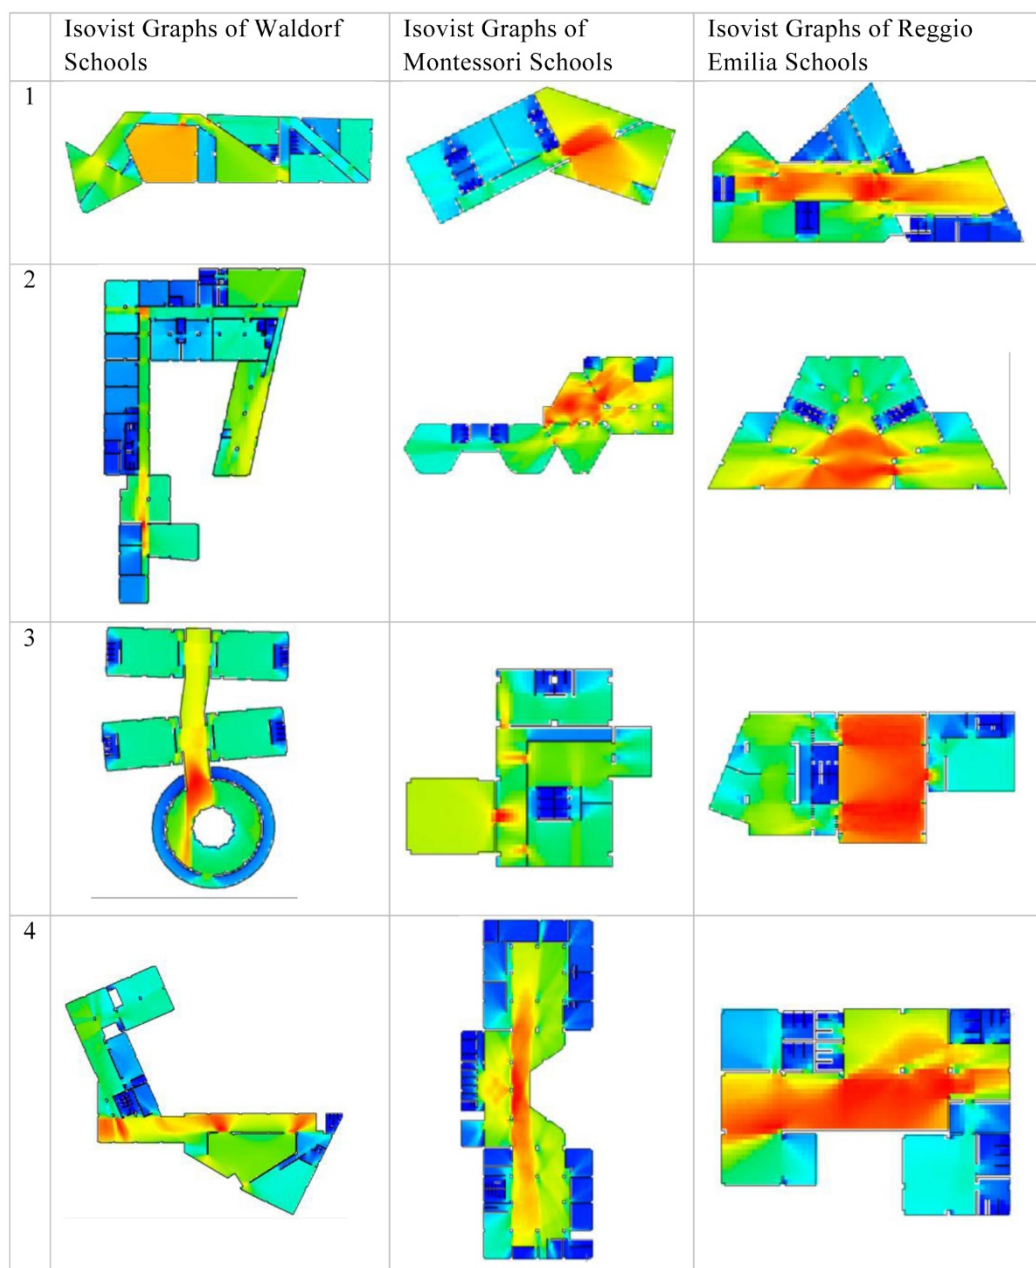 Isovist Graphs of Waldorf
Schools
Isovist Graphs of
Montessori Schools
Isovist Graphs of Reggio
Emilia Schools
1
2
3
4